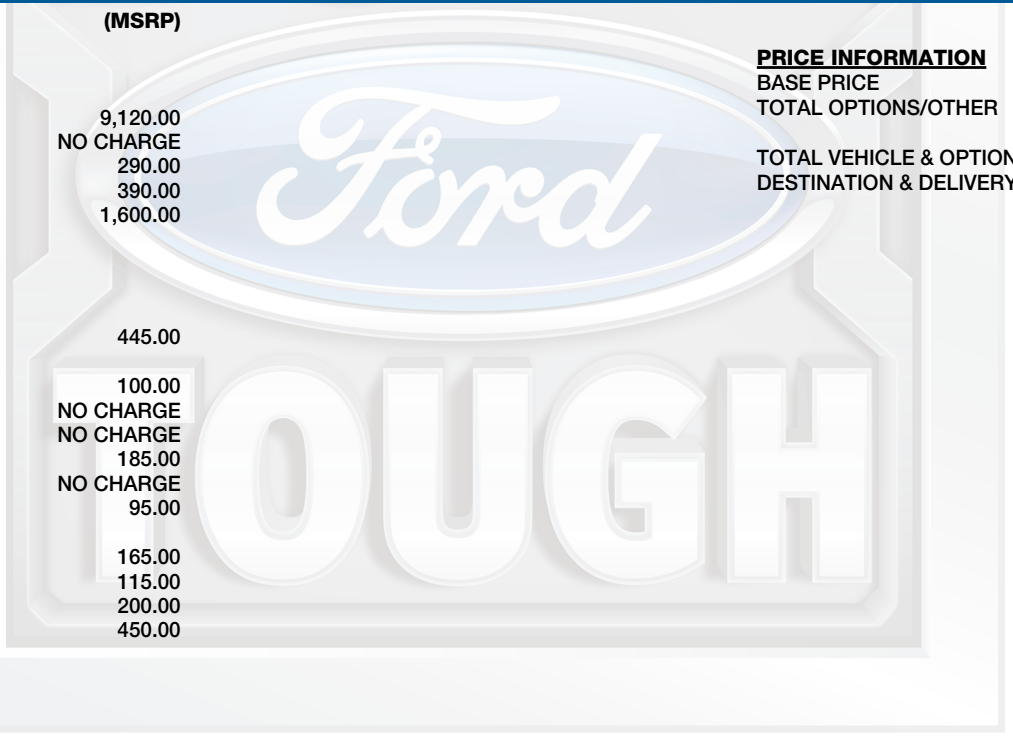 (MSRP)
9,120.00
NO CHARGE
290.00
390.00
1,600.00
445.00
100.00
NO CHARGE
NO CHARGE
185.00
NO CHARGE
95.00
165.00
115.00
200.00
450.00
PRICE INFORMATION
BASE PRICE
TOTAL OPTIONS/OTHER
TOTAL VEHICLE & OPTION
DESTINATION & DELIVERY
Ford
TOUGH